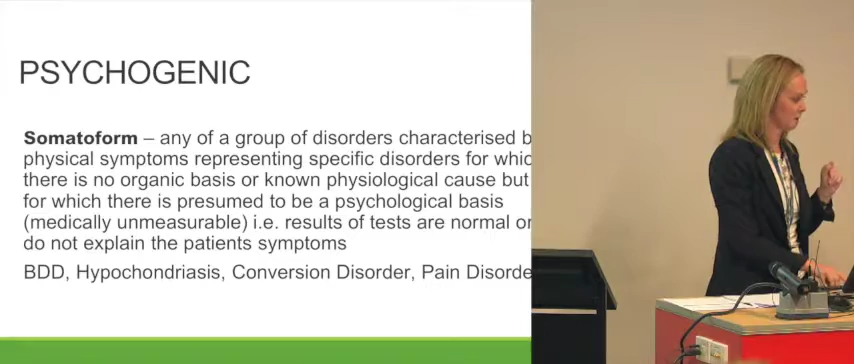 PSYCHOGENIC
Somatoform – any of a group of disorders characterised b
physical symptoms representing specific disorders for whic
there is no organic basis or known physiological cause but
for which there is presumed to be a psychological basis
(medically unmeasurable) i.e. results of tests are normal or
do not explain the patients symptoms
BDD, Hypochondriasis, Conversion Disorder, Pain Disorde